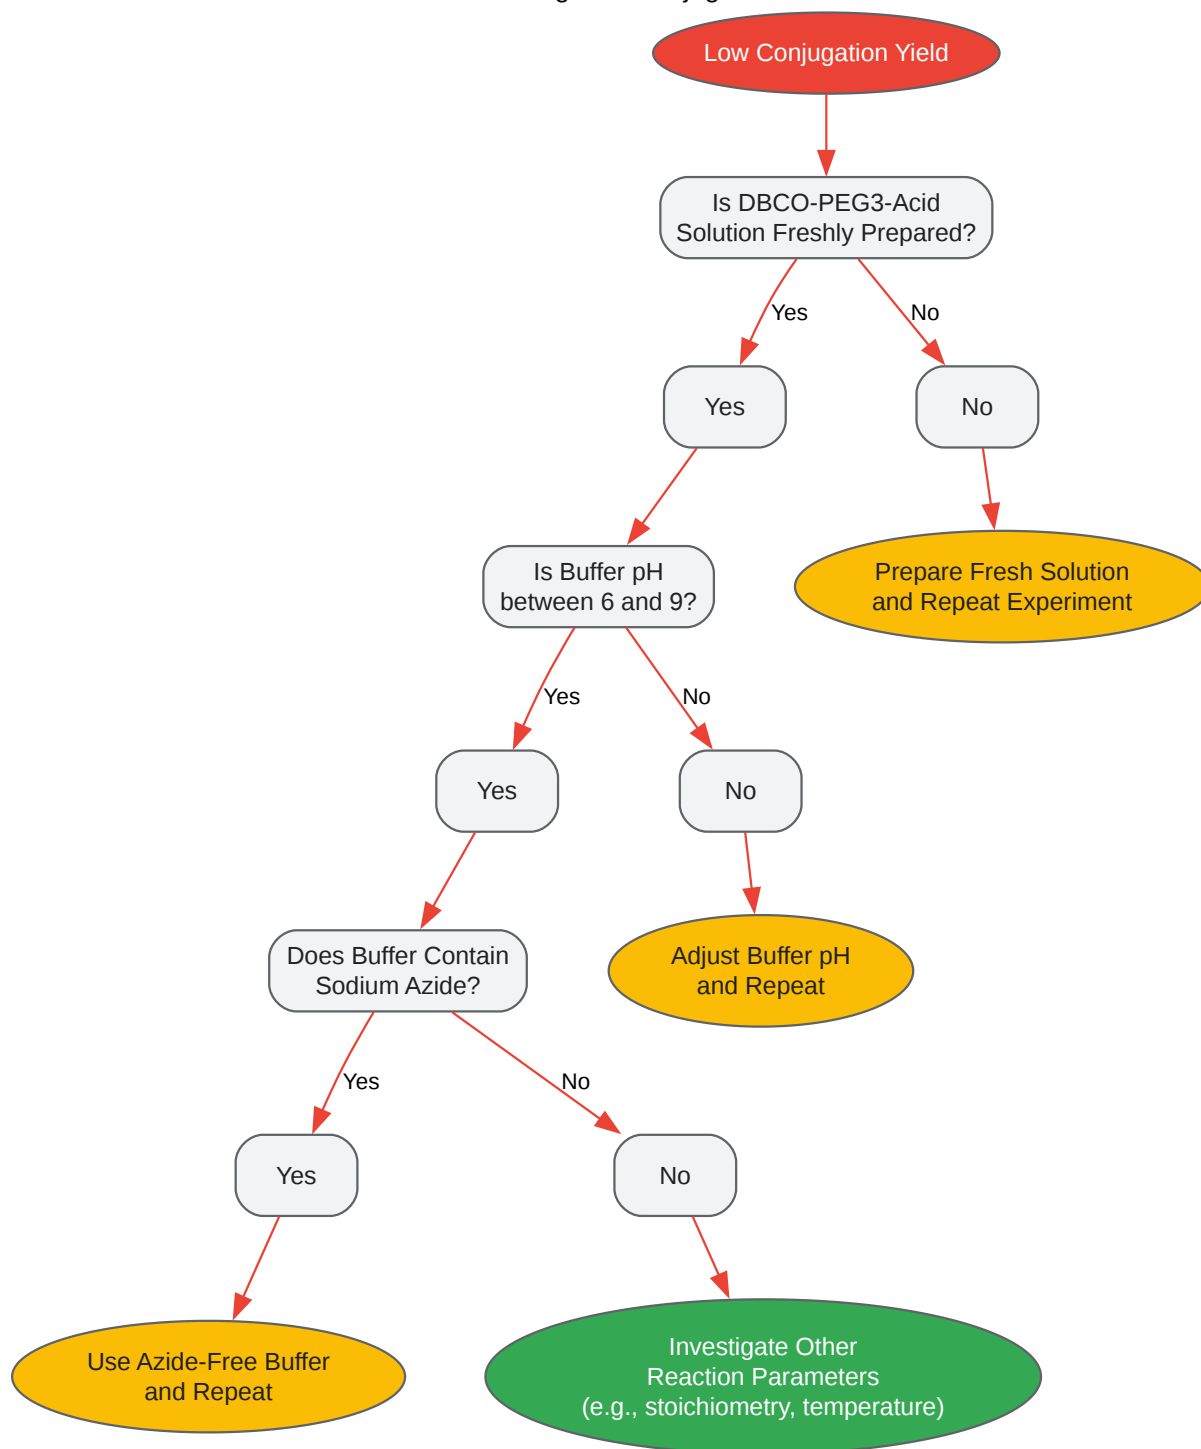 Low Conjugation Yield
Is DBCO-PEG3-Acid
Solution Freshly Prepared?
Yes
No
Yes
No
Is Buffer pH
between 6 and 9?
Prepare Fresh Solution
and Repeat Experiment
Yes
No
Yes
No
Does Buffer Contain
Sodium Azide?
Adjust Buffer pH
and Repeat
Yes
No
Yes
No
Use Azide-Free Buffer
and Repeat
Investigate Other
Reaction Parameters
(e.g., stoichiometry, temperature)